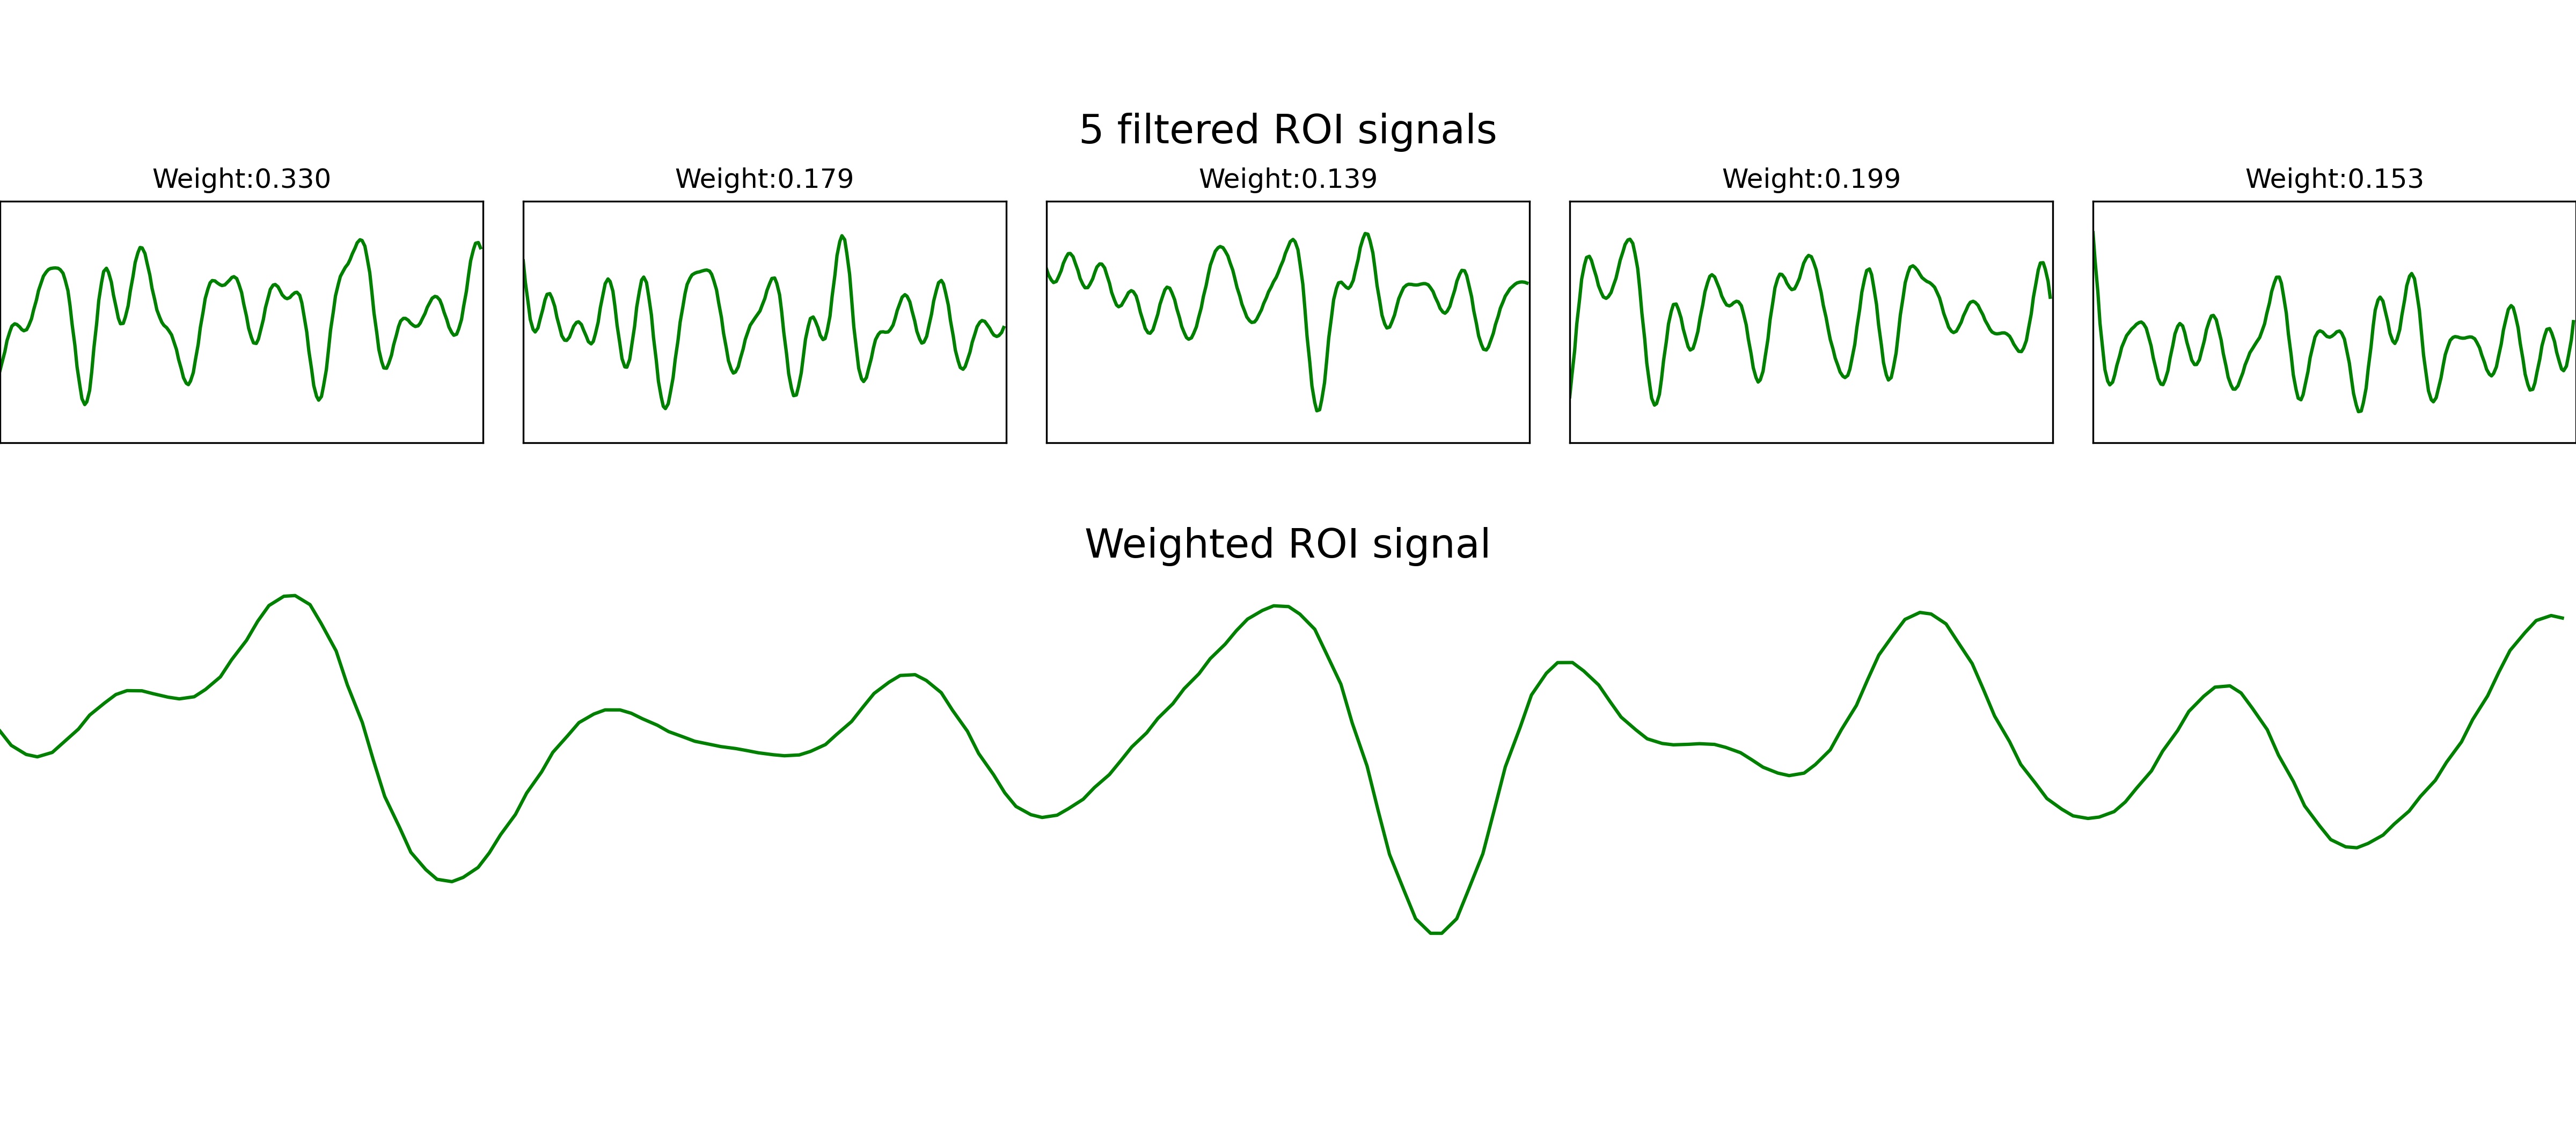 5 filtered ROI signals
Weight:0.330 Weight:0.179 Weight:0.139 Weight:0.199 Weight:0.153
Weighted ROI signal